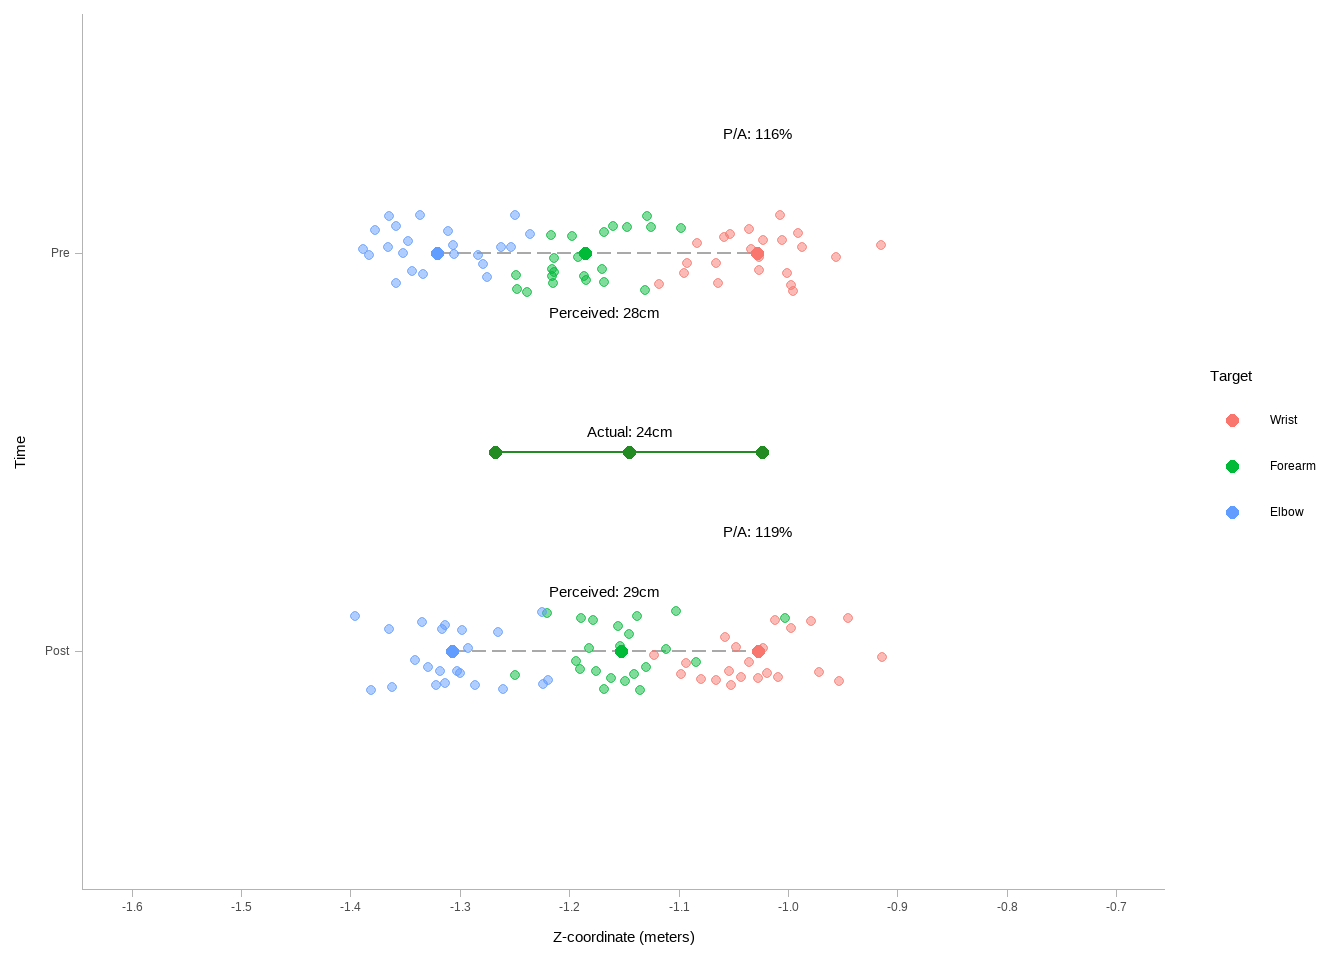 P/A: 116%
Pre
Perceived: 28cm
Target
Actual: 24cm
Wrist
Time
Forearm
Elbow
P/A: 119%
Perceived: 29cm
Post
-1.6 -1.5 -1.4 -1.3 -1.2 -1.1 -1.0 -0.9 -0.8 -0.7
Z-coordinate (meters)